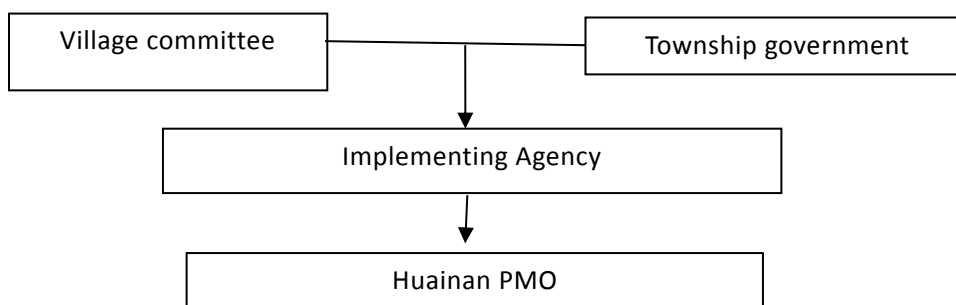 Village committee
Township government
Implementing Agency
Huainan PMO